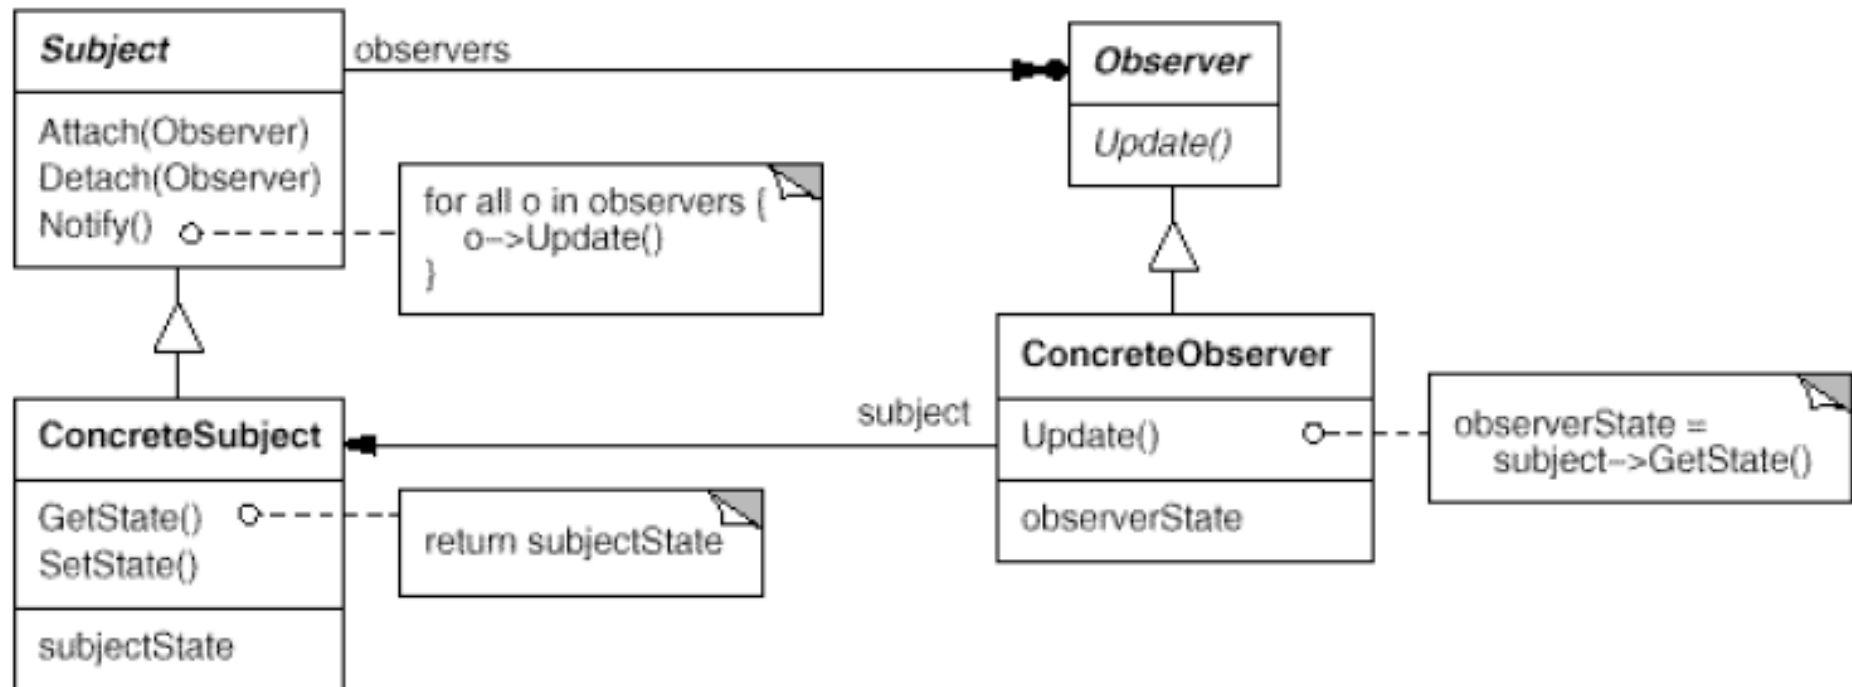 Subject
observers
Observer
Attach(Observer)
Detach(Observer)
Notify()
for all o in observers {
o–>Update()
}
Update()
ConcreteObserver
Update()
observerState
observerState =
subject–>GetState()
subject
ConcreteSubject
GetState()
SetState()
subjectState
return subjectState